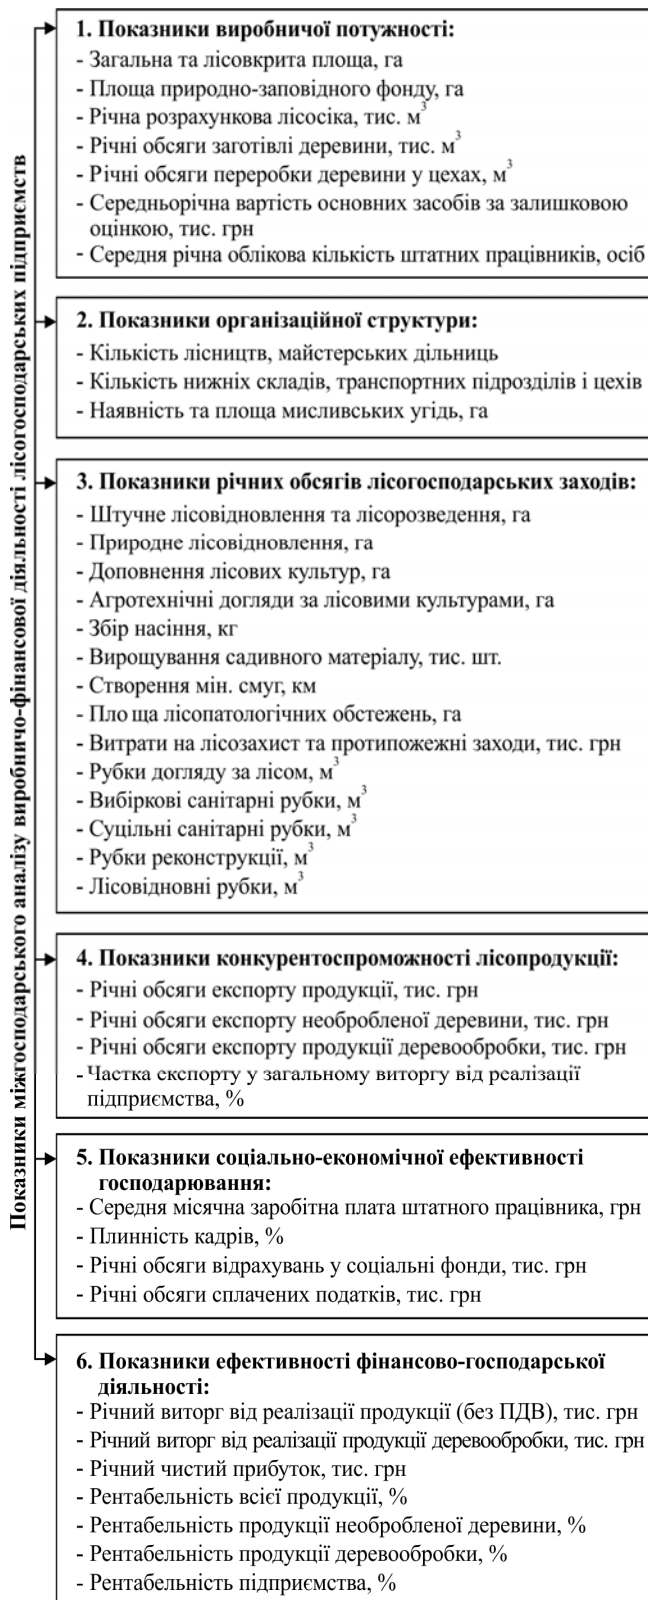 Показники міжгосподарського аналізу виробничо-фінансової діяльності лісогосподарських підприємств
1. Показники виробничої потужності:
- Загальна та лісовкрита площа, га
- Площа природно-заповідного фонду, га
- Річна розрахункова лісосіка, тис. м³
- Річні обсяги заготівлі деревини, тис. м³
- Річні обсяги переробки деревини у цехах, м³
- Середньорічна вартість основних засобів за залишковою
оцінкою, тис. грн
- Середня річна облікова кількість штатних працівників, осіб
2. Показники організаційної структури:
- Кількість лісництв, майстерських дільниць
- Кількість нижніх складів, транспортних підрозділів і цехів
- Наявність та площа мисливських угідь, га
3. Показники річних обсягів лісогосподарських заходів:
- Штучне лісовідновлення та лісорозведення, га
- Природне лісовідновлення, га
- Доповнення лісових культур, га
- Агротехнічні догляди за лісовими культурами, га
- Збір насіння, кг
- Вирощування садивного матеріалу, тис. шт.
- Створення мін. смуг, км
- Пло ща лісопатологічних обстежень, га
- Витрати на лісозахист та протипожежні заходи, тис. грн
- Рубки догляду за лісом, м³
- Вибіркові санітарні рубки, м³
- Суцільні санітарні рубки, м³
- Рубки реконструкції, м³
- Лісовідновні рубки, м³
4. Показники конкурентоспроможності лісопродукції:
- Річні обсяги експорту продукції, тис. грн
- Річні обсяги експорту необробленої деревини, тис. грн
- Річні обсяги експорту продукції деревообробки, тис. грн
- Частка експорту у загальному виторгу від реалізації
підприємства, %
5. Показники соціально-економічної ефективності
господарювання:
- Середня місячна заробітна плата штатного працівника, грн
- Плинність кадрів, %
- Річні обсяги відрахувань у соціальні фонди, тис. грн
- Річні обсяги сплачених податків, тис. грн
6. Показники ефективності фінансово-господарської
діяльності:
- Річний виторг від реалізації продукції (без ПДВ), тис. грн
- Річний виторг від реалізації продукції деревообробки, тис. грн
- Річний чистий прибуток, тис. грн
- Рентабельність всієї продукції, %
- Рентабельність продукції необробленої деревини, %
- Рентабельність продукції деревообробки, %
- Рентабельність підприємства, %